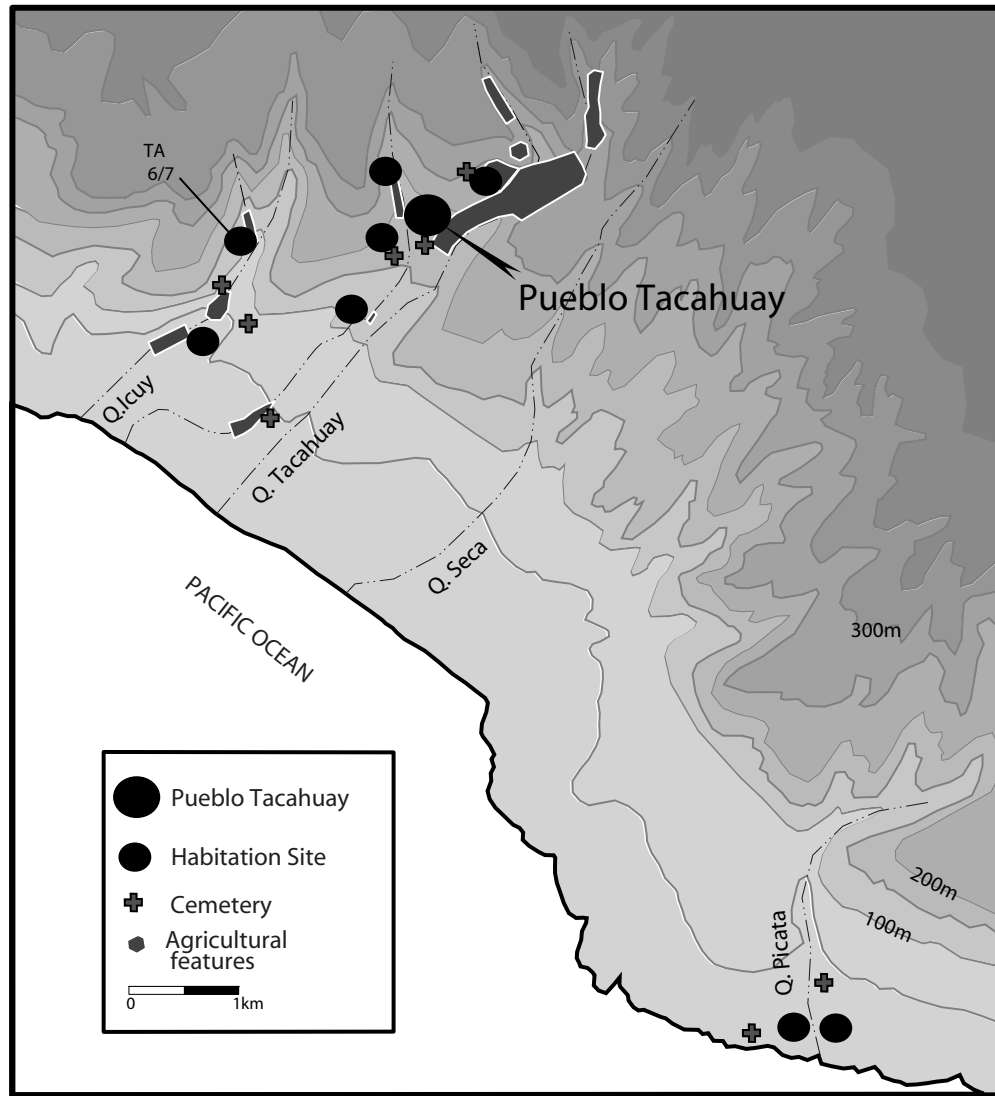 TA
6/7
Pueblo Tacahuay
Q.Icuy
Q. Tacahuay
Q. Seca
PACIFIC OCEAN
300m
200m
100m
Q. Picata
Pueblo Tacahuay
Habitation Site
Cemetery
Agricultural
features
0 1km